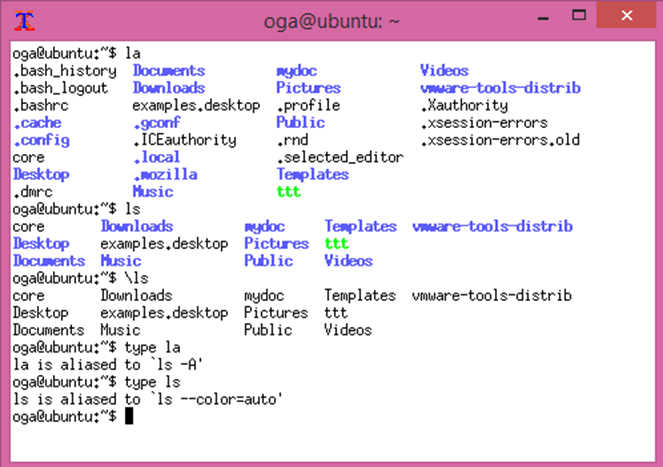 oga@ubuntu: ~
oga@ubuntu:~$ la
.bash_history Documents mydoc Videos
.bash_logout Downloads Pictures vmware-tools-distrib
.bashrc examples.desktop .profile .Xauthority
.cache .gconf Public .xsession-errors
.config .ICEauthority .rnd .xsession-errors.old
core .local .selected_editor
Desktop .mozilla Templates
.dmrc Music ttt
oga@ubuntu:~$ ls
core Downloads mydoc Templates vmware-tools-distrib
Desktop examples.desktop Pictures ttt
Documents Music Public Videos
oga@ubuntu:~$ \ls
core Downloads mydoc Templates vmware-tools-distrib
Desktop examples.desktop Pictures ttt
Documents Music Public Videos
oga@ubuntu:~$ type la
la is aliased to `ls -A'
oga@ubuntu:~$ type ls
ls is aliased to `ls --color=auto'
oga@ubuntu:~$